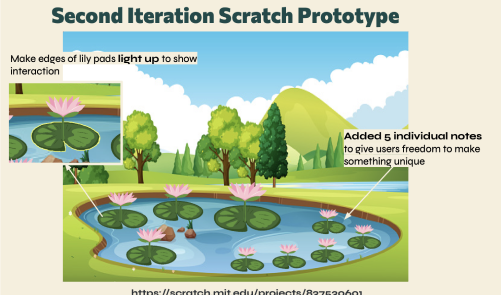 Second Iteration Scratch Prototype
Make edges of lily pads light up to show
interaction
Added 5 individual notes
to give users freedom to make
something unique
https://scratch.mit.edu/projects/837530601